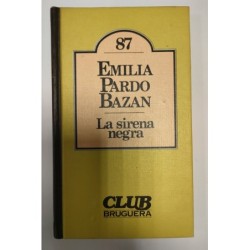 87
EMILIA
PARDO
BAZAN
La sirena
negra
CLUB
BRUGUERA